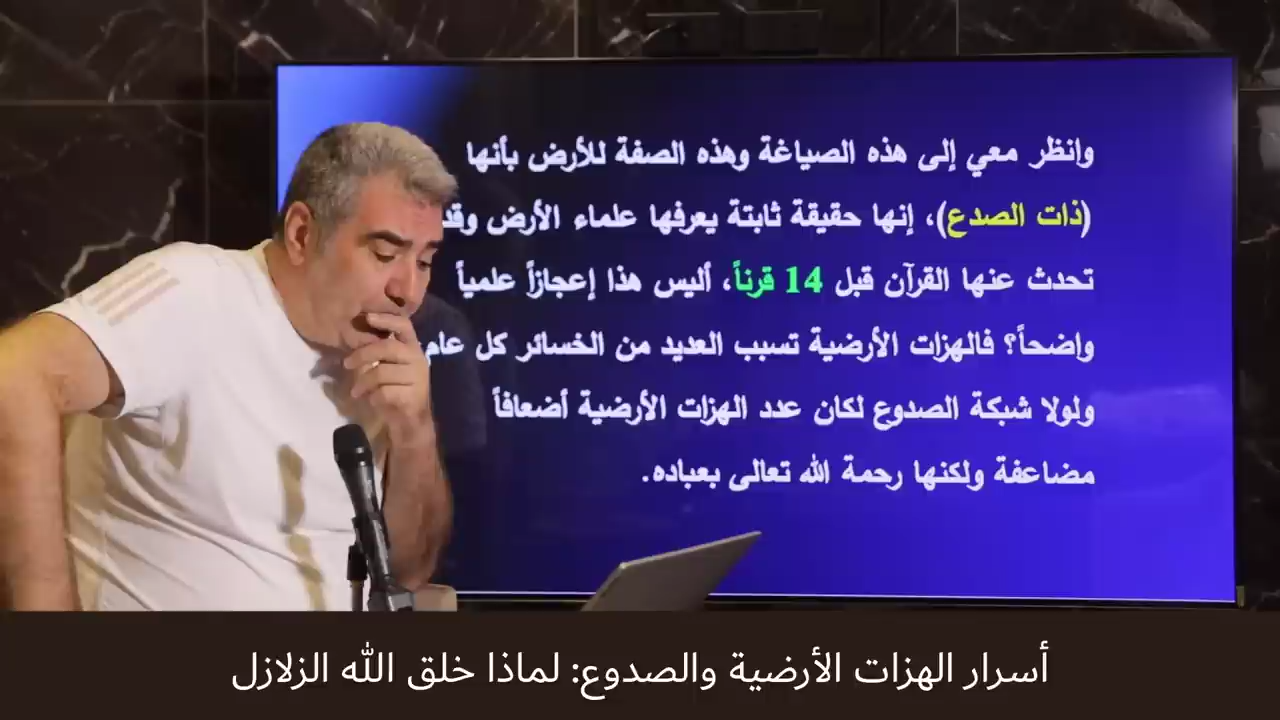 وانظر معي إلى هذه الصياغة وهذه الصفة للأرض بأنها
(ذات الصدع)، إنها حقيقة ثابتة يعرفها علماء الأرض وقد
تحدث عنها القرآن قبل 14 قرناً، أليس هذا إعجازاً علمياً
واضحاً؟ فالهزات الأرضية تسبب العديد من الخسائر كل عام
ولولا شبكة الصدوع لكان عدد الهزات الأرضية أضعافاً
مضاعفة ولكنها رحمة الله تعالى بعباده.
أسرار الهزات الأرضية والصدوع: لماذا خلق الله الزلازل